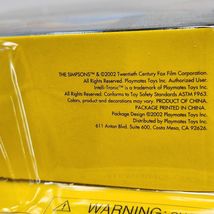 THE SIMPSONS™ & ©2002 Twentieth Century Fox Film Corporation.
All Rights Reserved. Playmates Toys Inc. Authorized User.
Intelli-Tronic™ is a trademark of Playmates Toys Inc.
All Rights Reserved. Conforms to Toy Safety Standards ASTM F963.
Colors, product and decorations may vary. PRODUCT OF CHINA.
PACKAGE PRINTED IN CHINA.
Package Design ©2002 Playmates Toys Inc.
Distributed by Playmates Toys Inc.
611 Anton Blvd. Suite 600, Costa Mesa, CA 92626.
WARNING: